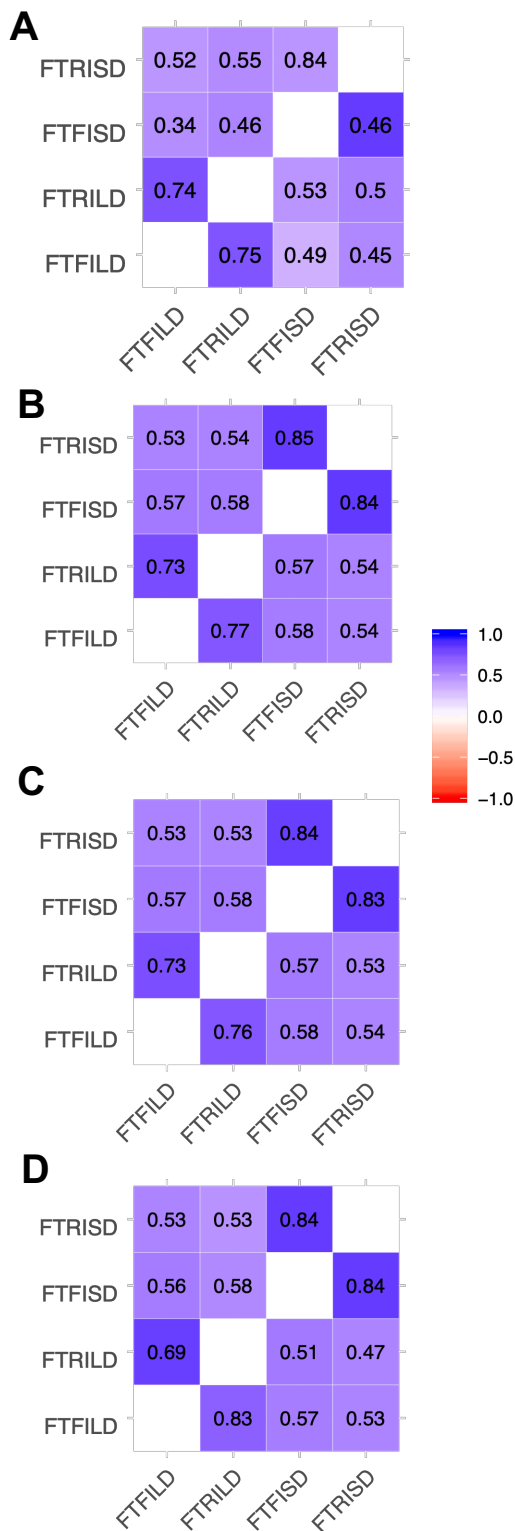 A
FTRISD 0.52 0.55 0.84
FTFISD 0.34 0.46 0.46
FTRILD 0.74 0.53 0.5
FTFILD 0.75 0.49 0.45
FTFILD FTRILD FTFISD FTRISD
B
FTRISD 0.53 0.54 0.85
FTFISD 0.57 0.58 0.84
FTRILD 0.73 0.57 0.54
FTFILD 0.77 0.58 0.54
FTFILD FTRILD FTFISD FTRISD
1.0
0.5
0.0
−0.5
−1.0
C
FTRISD 0.53 0.53 0.84
FTFISD 0.57 0.58 0.83
FTRILD 0.73 0.57 0.53
FTFILD 0.76 0.58 0.54
FTFILD FTRILD FTFISD FTRISD
D
FTRISD 0.53 0.53 0.84
FTFISD 0.56 0.58 0.84
FTRILD 0.69 0.51 0.47
FTFILD 0.83 0.57 0.53
FTFILD FTRILD FTFISD FTRISD